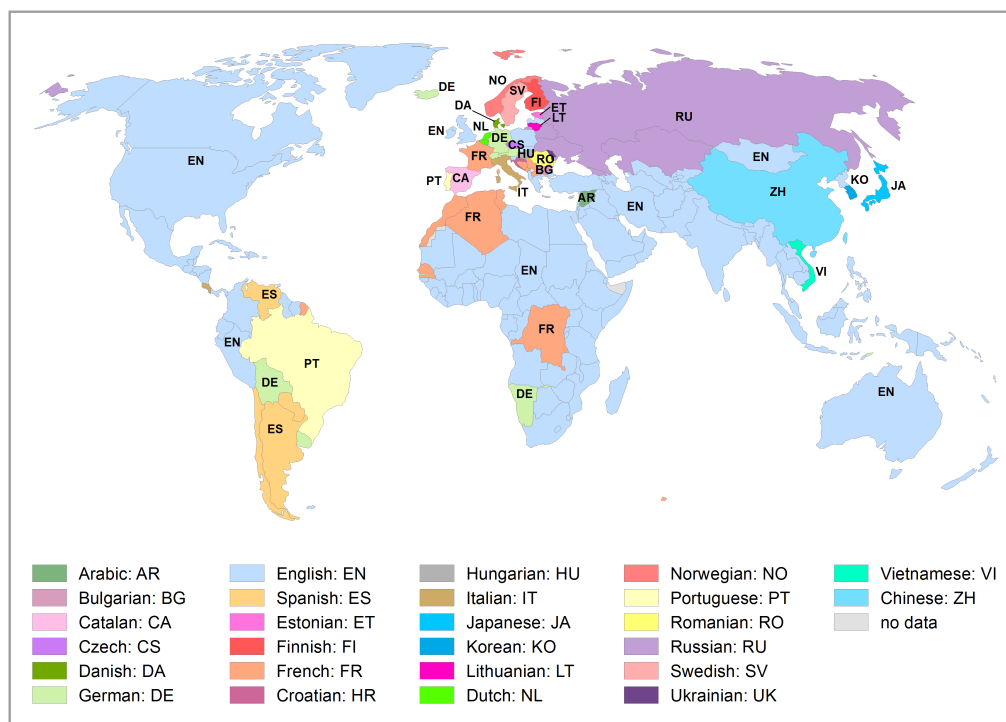 DE
NO
SV
DA
FI
ET
LT
RU
EN
NL
DE
CS
EN
FR
HU
RO
BG
EN
KO
JA
PT
CA
IT
AR
EN
ZH
FR
VI
EN
ES
EN
FR
PT
DE
DE
EN
ES
Arabic: AR
Bulgarian: BG
Catalan: CA
Czech: CS
Danish: DA
German: DE
English: EN
Spanish: ES
Estonian: ET
Finnish: FI
French: FR
Croatian: HR
Hungarian: HU
Italian: IT
Japanese: JA
Korean: KO
Lithuanian: LT
Dutch: NL
Norwegian: NO
Portuguese: PT
Romanian: RO
Russian: RU
Swedish: SV
Ukrainian: UK
Vietnamese: VI
Chinese: ZH
no data